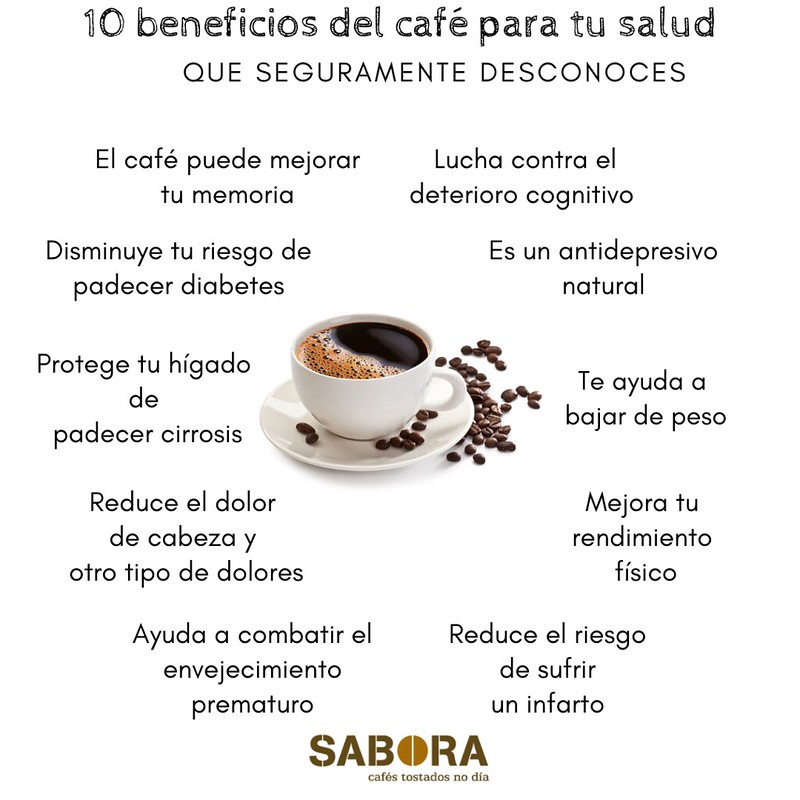 10 beneficios del café para tu salud
QUE SEGURAMENTE DESCONOCES
El café puede mejorar
tu memoria
Lucha contra el
deterioro cognitivo
Disminuye tu riesgo de
padecer diabetes
Es un antidepresivo
natural
Protege tu hígado
de
padecer cirrosis
Te ayuda a
bajar de peso
Reduce el dolor
de cabeza y
otro tipo de dolores
Mejora tu
rendimiento
físico
Ayuda a combatir el
envejecimiento
prematuro
Reduce el riesgo
de sufrir
un infarto
SABORA
cafés tostados no día